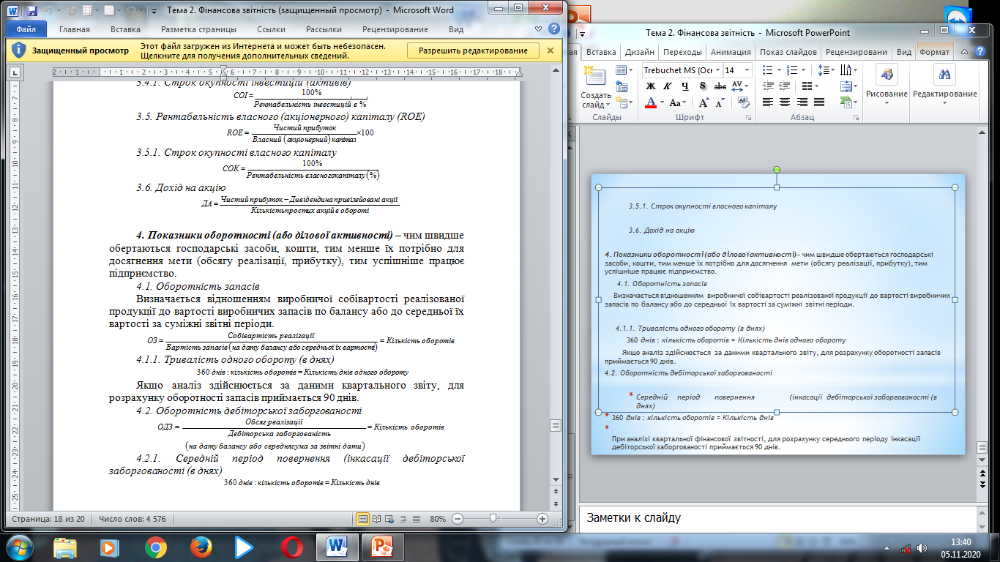 Тема 2. Фінансова звітність (защищенный просмотр) - Microsoft Word
Файл Главная Вставка Разметка страницы Ссылки Рассылки Рецензирование Вид
Защищенный просмотр Этот файл загружен из Интернета и может быть небезопасен.
Щелкните для получения дополнительных сведений.
Разрешить редактирование
3.4.1. Строк окупності інвестицій (активів)
COI = 100%
Рентабельність інвестицій в %
3.5. Рентабельність власного (акціонерного) капіталу (ROE)
ROE = Чистий прибуток ×100
Власний (акціонерний) капітал
3.5.1. Строк окупності власного капіталу
СОК = 100%
Рентабельність власногокапіталу (%)
3.6. Дохід на акцію
ДА = Чистий прибуток − Дивідендина привілейовані акції
Кількістьпростих акцій в обороті
4. Показники оборотності (або ділової активності) – чим швидше
обертаються господарські засоби, кошти, тим менше їх потрібно для
досягнення мети (обсягу реалізації, прибутку), тим успішніше працює
підприємство.
4.1. Оборотність запасів
Визначається відношенням виробничої собівартості реалізованої
продукції до вартості виробничих запасів по балансу або до середньої їх
вартості за суміжні звітні періоди.
ОЗ = Собівартість реалізації = Кількість оборотів
Вартість запасів (на дату балансу або середньої їх вартості)
4.1.1. Тривалість одного обороту (в днях)
360 днів : кількість оборотів = Кількість днів одного обороту
Якщо аналіз здійснюється за даними квартального звіту, для
розрахунку оборотності запасів приймається 90 днів.
4.2. Оборотність дебіторської заборгованості
ОДЗ = Обсяг реалізації = Кількість оборотів
Дебіторська заборгованість
(на дату балансу або середнясума за звітні дати)
4.2.1. Середній період повернення (інкасації дебіторської
заборгованості (в днях)
360 днів : кількість оборотів = Кількість днів
Страница: 18 из 20 Число слов: 4 576 80%
Тема 2. Фінансова звітність - Microsoft PowerPoint
ая Вставка Дизайн Переходы Анимация Показ слайдов Рецензировани Вид Формат
Создать
слайд
Слайды
Trebuchet MS (Осн 14
Ж К Ч S abc AV
А Аа А А
Шрифт
Абзац
Рисование
Редактирование
3.5.1. Строк окупності власного капіталу
3.6. Дохід на акцію
4. Показники оборотності (або ділової активності) – чим швидше обертаються господарські
засоби, кошти, тим менше їх потрібно для досягнення мети (обсягу реалізації, прибутку), тим
успішніше працює підприємство.
4.1. Оборотність запасів
Визначається відношенням виробничої собівартості реалізованої продукції до вартості виробничих
запасів по балансу або до середньої їх вартості за суміжні звітні періоди.
4.1.1. Тривалість одного обороту (в днях)
360 днів : кількість оборотів = Кількість днів одного обороту
Якщо аналіз здійснюється за даними квартального звіту, для розрахунку оборотності запасів
приймається 90 днів.
4.2. Оборотність дебіторської заборгованості
* Середній період повернення (інкасації дебіторської заборгованості (в
днях)
* 360 днів : кількість оборотів = Кількість днів
*
При аналізі квартальної фінансової звітності, для розрахунку середнього періоду інкасації
дебіторської заборгованості приймається 90 днів.
Заметки к слайду
13:40
05.11.2020